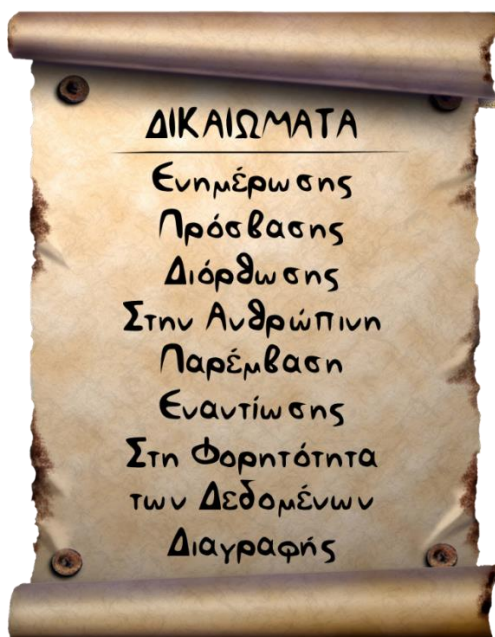 ΔΙΚΑΙΩΜΑΤΑ
Ενημέρωσης
Πρόσβασης
Διόρθωσης
Στην Ανθρώπινη
Παρέμβαση
Εναντίωσης
Στη Φορητότητα
των Δεδομένων
Διαγραφής